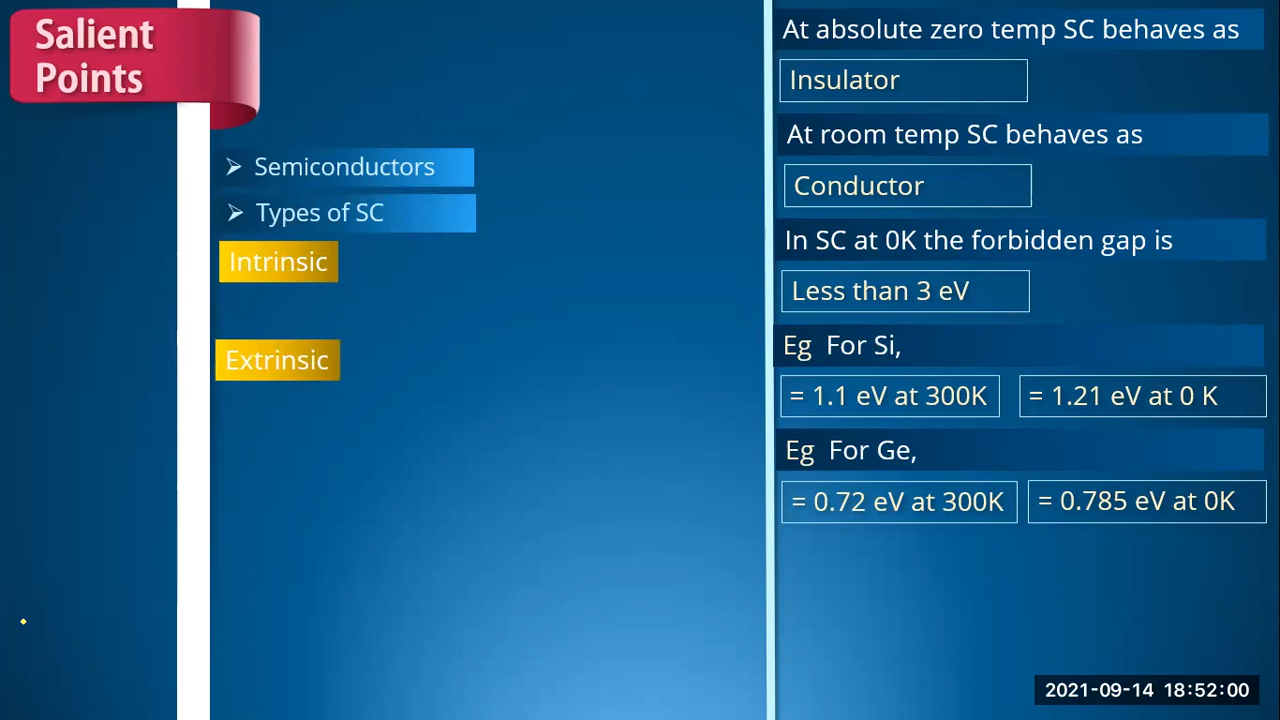 Salient
Points
➢ Semiconductors
➢ Types of SC
Intrinsic
Extrinsic
At absolute zero temp SC behaves as
Insulator
At room temp SC behaves as
Conductor
In SC at 0K the forbidden gap is
Less than 3 eV
Eg For Si,
= 1.1 eV at 300K = 1.21 eV at 0 K
Eg For Ge,
= 0.72 eV at 300K = 0.785 eV at 0K
2021-09-14 18:52:00